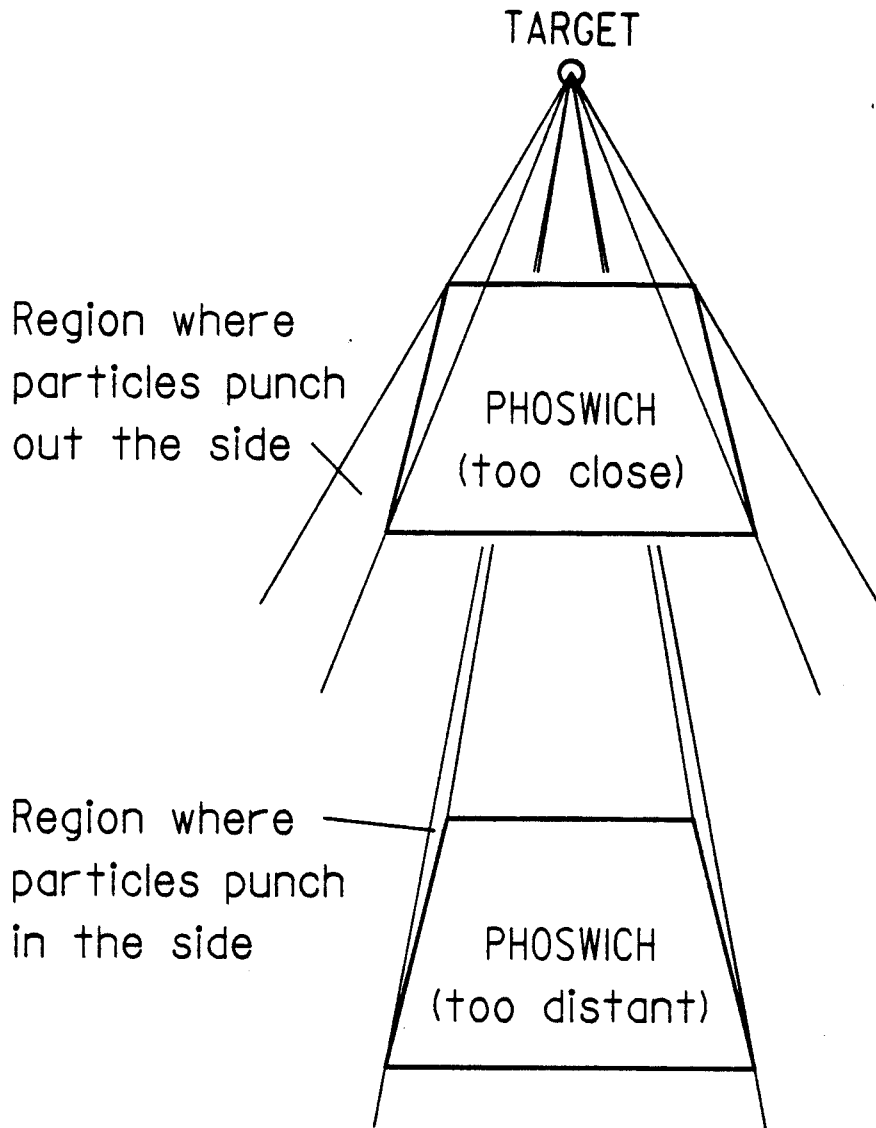 TARGET
Region where
particles punch
out the side
PHOSWICH
(too close)
Region where
particles punch
in the side
PHOSWICH
(too distant)